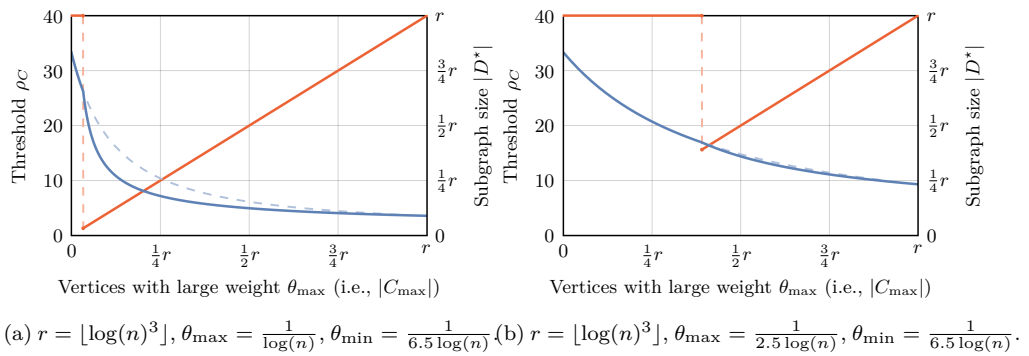 40 r 40 r
30 3/4 r 30 3/4 r
20 1/2 r 20 1/2 r
10 1/4 r 10 1/4 r
0 0 0 0
Threshold ρ_C
Subgraph size |D⋆|
Threshold ρ_C
Subgraph size |D⋆|
0 1/4 r 1/2 r 3/4 r r 0 1/4 r 1/2 r 3/4 r r
Vertices with large weight θ_max (i.e., |C_max|)
Vertices with large weight θ_max (i.e., |C_max|)
(a) r = ⌊log(n)^3⌋, θ_max = 1/log(n), θ_min = 1/6.5 log(n).
(b) r = ⌊log(n)^3⌋, θ_max = 1/2.5 log(n), θ_min = 1/6.5 log(n).